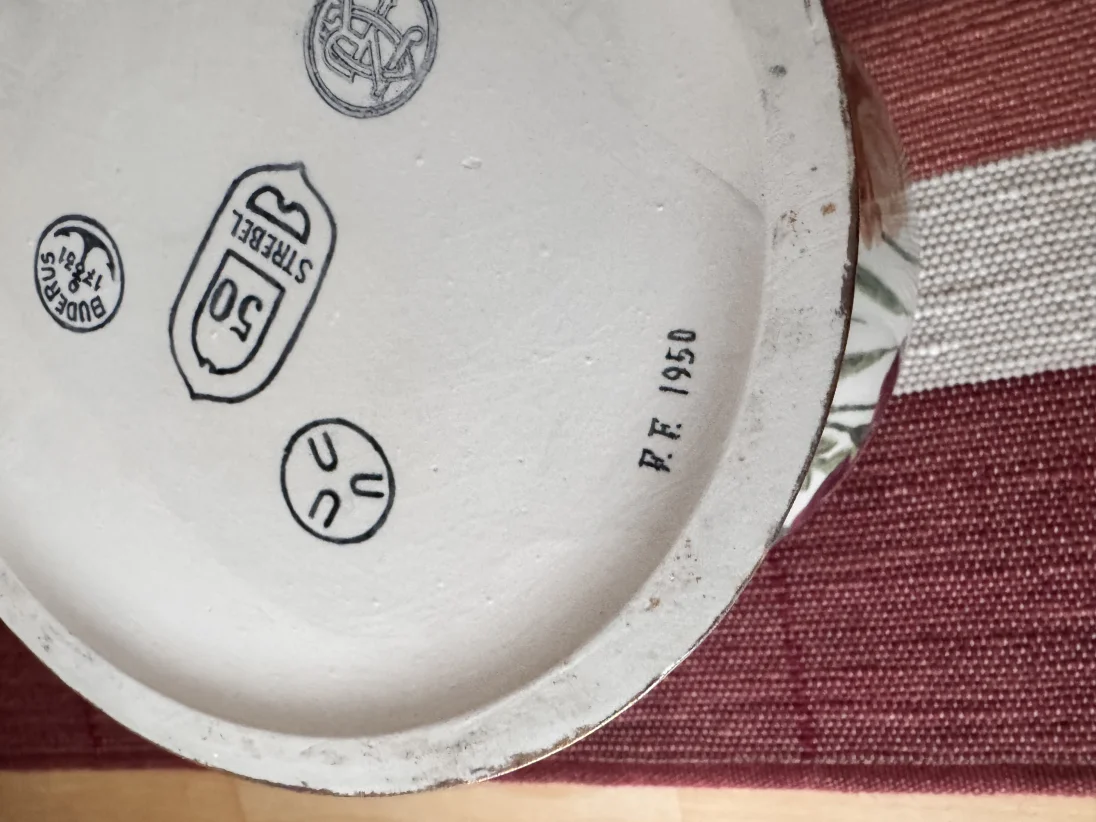 BUDERUS
1731
STREBEL
50
U
U
U
F.F. 1950